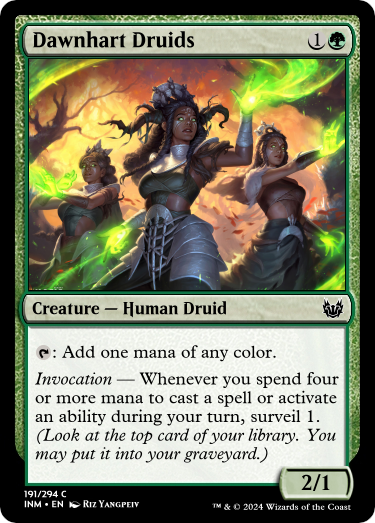 Dawnhart Druids 1
Creature — Human Druid
: Add one mana of any color.
Invocation — Whenever you spend four
or more mana to cast a spell or activate
an ability during your turn, surveil 1.
(Look at the top card of your library. You
may put it into your graveyard.)
2/1
191/294 C
INM • EN Riz Yangpeiv
™ & © 2024 Wizards of the Coast